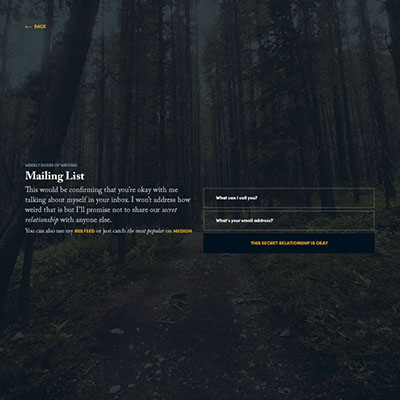 ← BACK
WEEKLY DOSES OF WRITING
Mailing List
This would be confirming that you're okay with me
talking about myself in your inbox. I won't address how
weird that is but I'll promise not to share our secret
relationship with anyone else.
You can also use my RSS FEED or just catch the most popular on MEDIUM.
What can I call you?
What's your email address?
THIS SECRET RELATIONSHIP IS OKAY